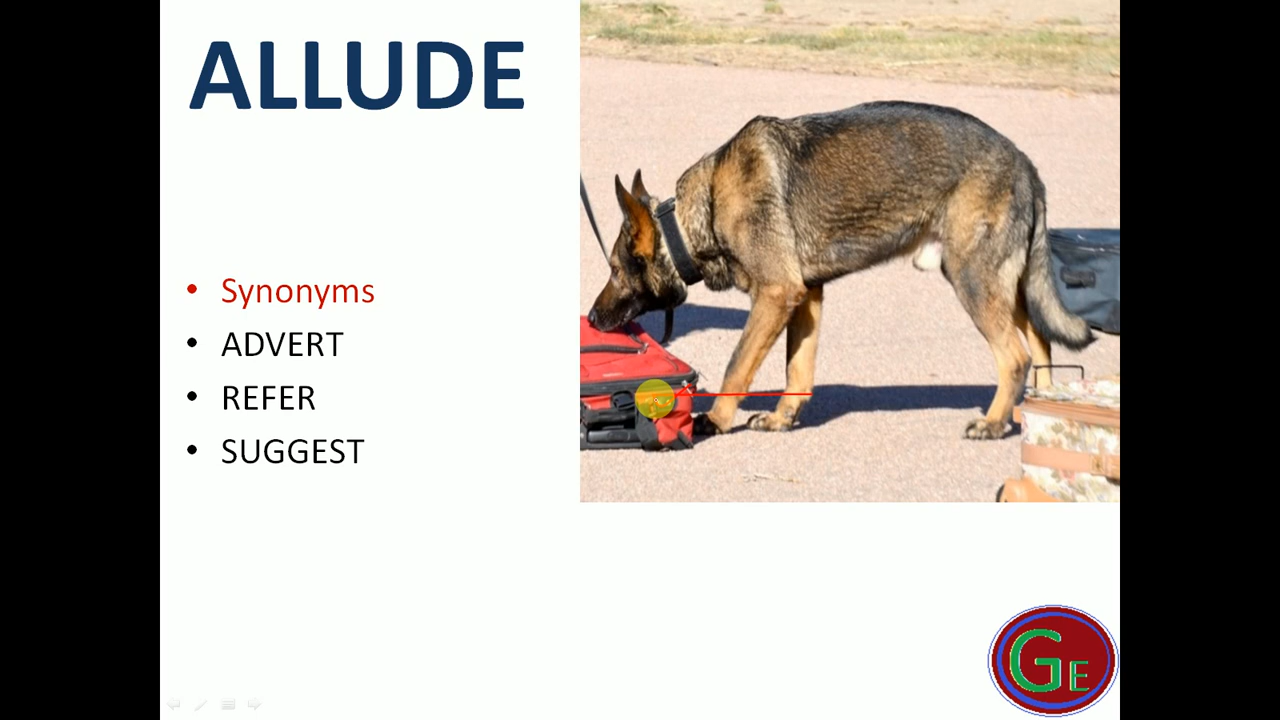 ALLUDE
• Synonyms
• ADVERT
• REFER
• SUGGEST
GE